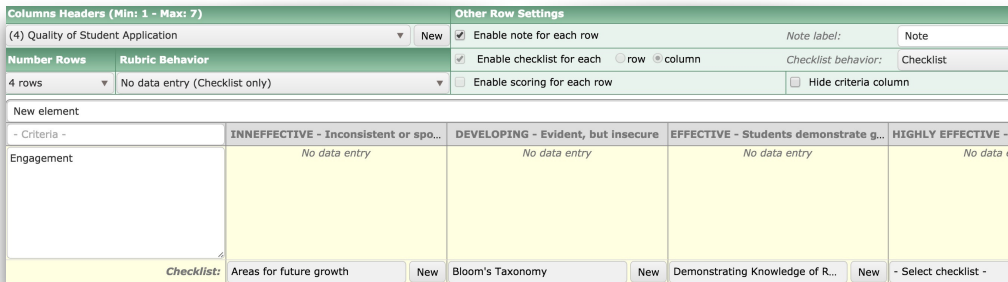 Columns Headers (Min: 1 - Max: 7)
Other Row Settings
(4) Quality of Student Application
New
Enable note for each row
Note label:
Note
Number Rows
Rubric Behavior
Enable checklist for each
row
column
Checklist behavior:
Checklist
4 rows
No data entry (Checklist only)
Enable scoring for each row
Hide criteria column
New element
- Criteria -
INNEFFECTIVE - Inconsistent or spo...
DEVELOPING - Evident, but insecure
EFFECTIVE - Students demonstrate g...
HIGHLY EFFECTIVE -
Engagement
No data entry
No data entry
No data entry
No data
Checklist:
Areas for future growth
New
Bloom's Taxonomy
New
Demonstrating Knowledge of R...
New
- Select checklist -